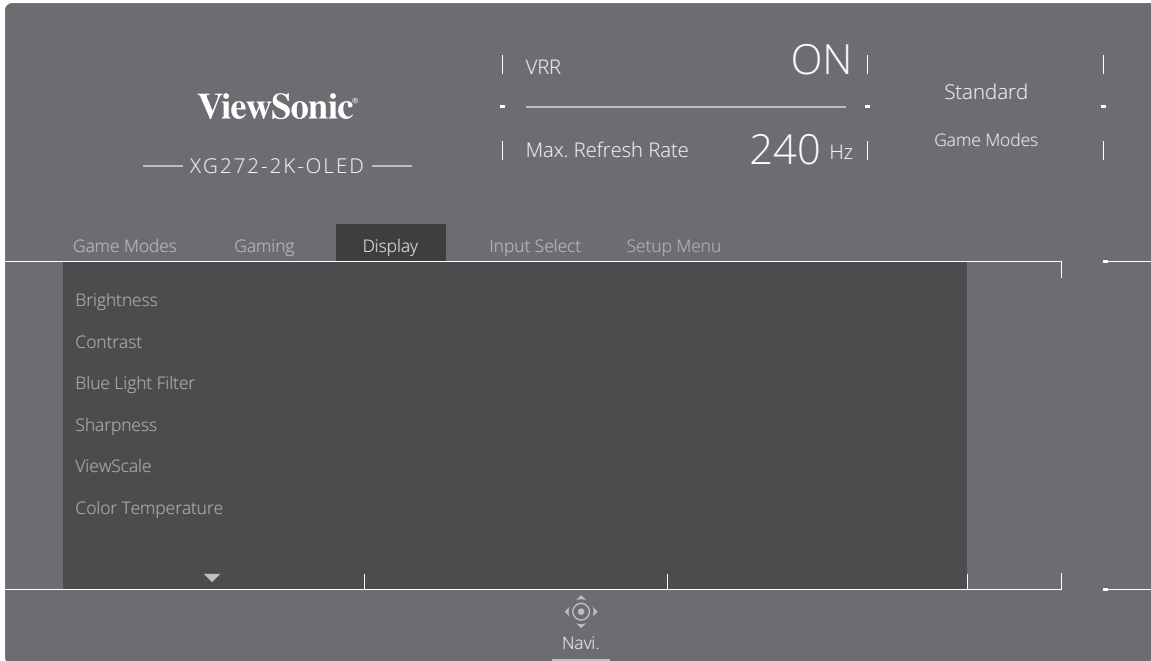 ViewSonic®
XG272-2K-OLED
VRR ON
Max. Refresh Rate 240 Hz
Standard
Game Modes
Game Modes Gaming Display Input Select Setup Menu
Brightness
Contrast
Blue Light Filter
Sharpness
ViewScale
Color Temperature
Navi.